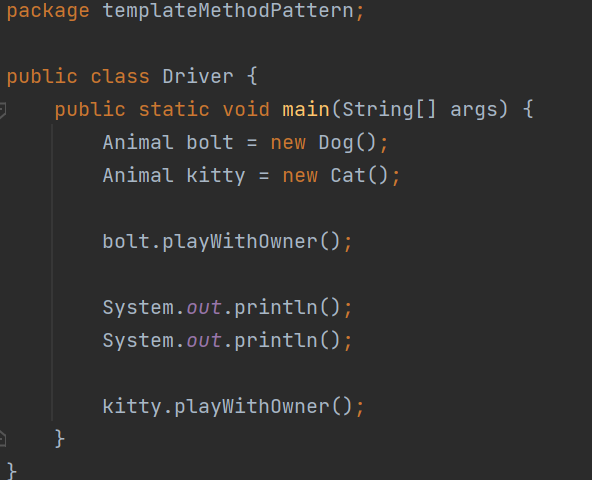 package templateMethodPattern;
public class Driver {
public static void main(String[] args) {
Animal bolt = new Dog();
Animal kitty = new Cat();
bolt.playWithOwner();
System.out.println();
System.out.println();
kitty.playWithOwner();
}
}